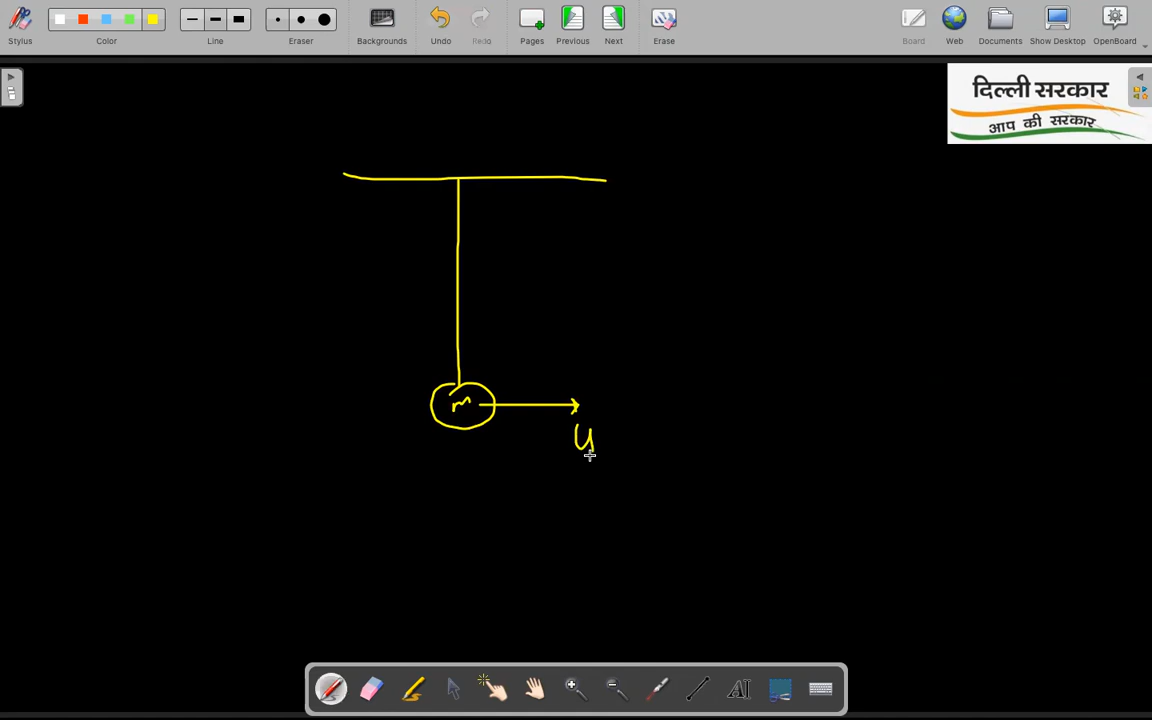 Stylus
Color
Line
Eraser
Backgrounds
Undo
Redo
Pages
Previous
Next
Erase
Board
Web
Documents
Show Desktop
OpenBoard
दिल्ली सरकार
आप की सरकार
m
u
AI